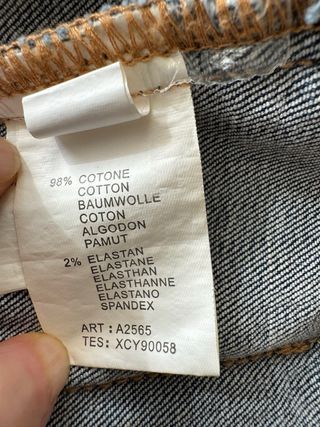 98% COTONE
COTTON
BAUMWOLLE
COTON
ALGODON
PAMUT
2% ELASTAN
ELASTANE
ELASTHAN
ELASTHANNE
ELASTANO
SPANDEX
ART : A2565
TES: XCY90058